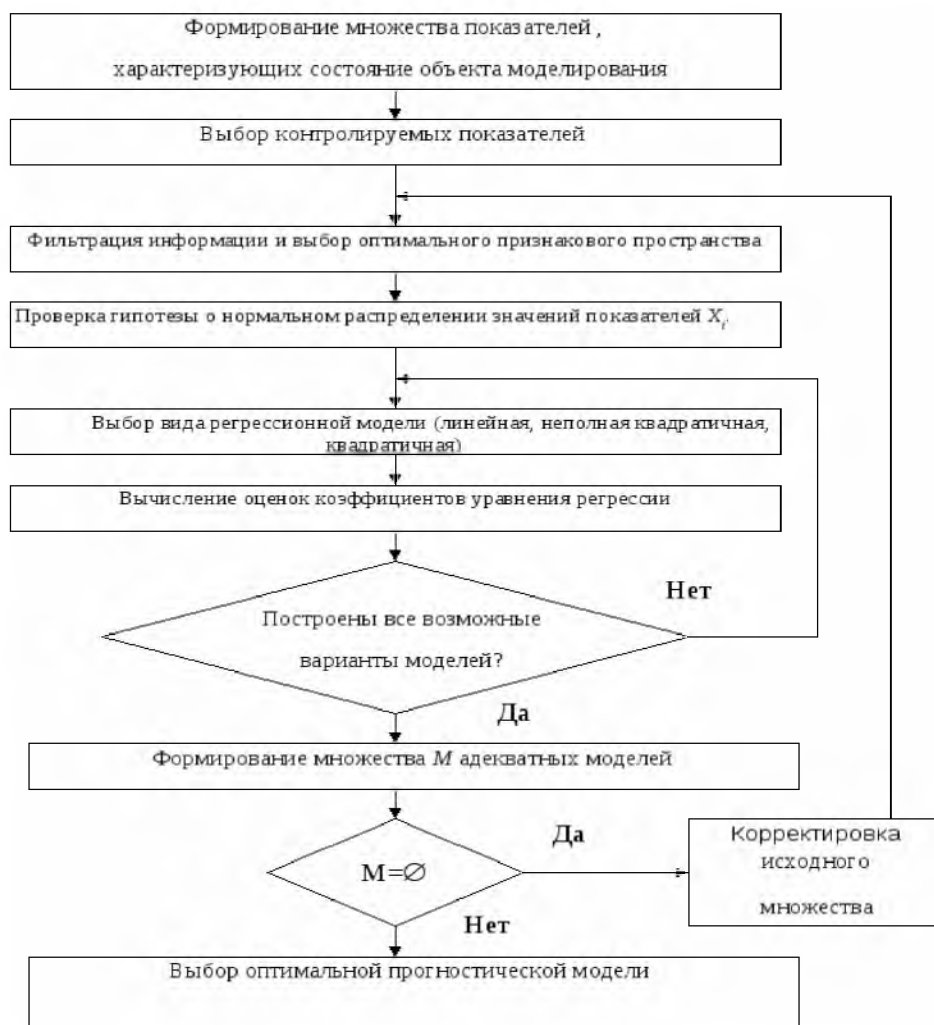 Формирование множества показателей ,
характеризующих состояние объекта моделирования
Выбор контролируемых показателей
Фильтрация информации и выбор оптимального признакового пространства
Проверка гипотезы о нормальном распределении значений показателей X_i.
Выбор вида регрессионной модели (линейная, неполная квадратичная,
квадратичная)
Вычисление оценок коэффициентов уравнения регрессии
Нет
Построены все возможные
варианты моделей?
Да
Формирование множества M адекватных моделей
Да
Корректировка
исходного
множества
M=∅
Нет
Выбор оптимальной прогностической модели